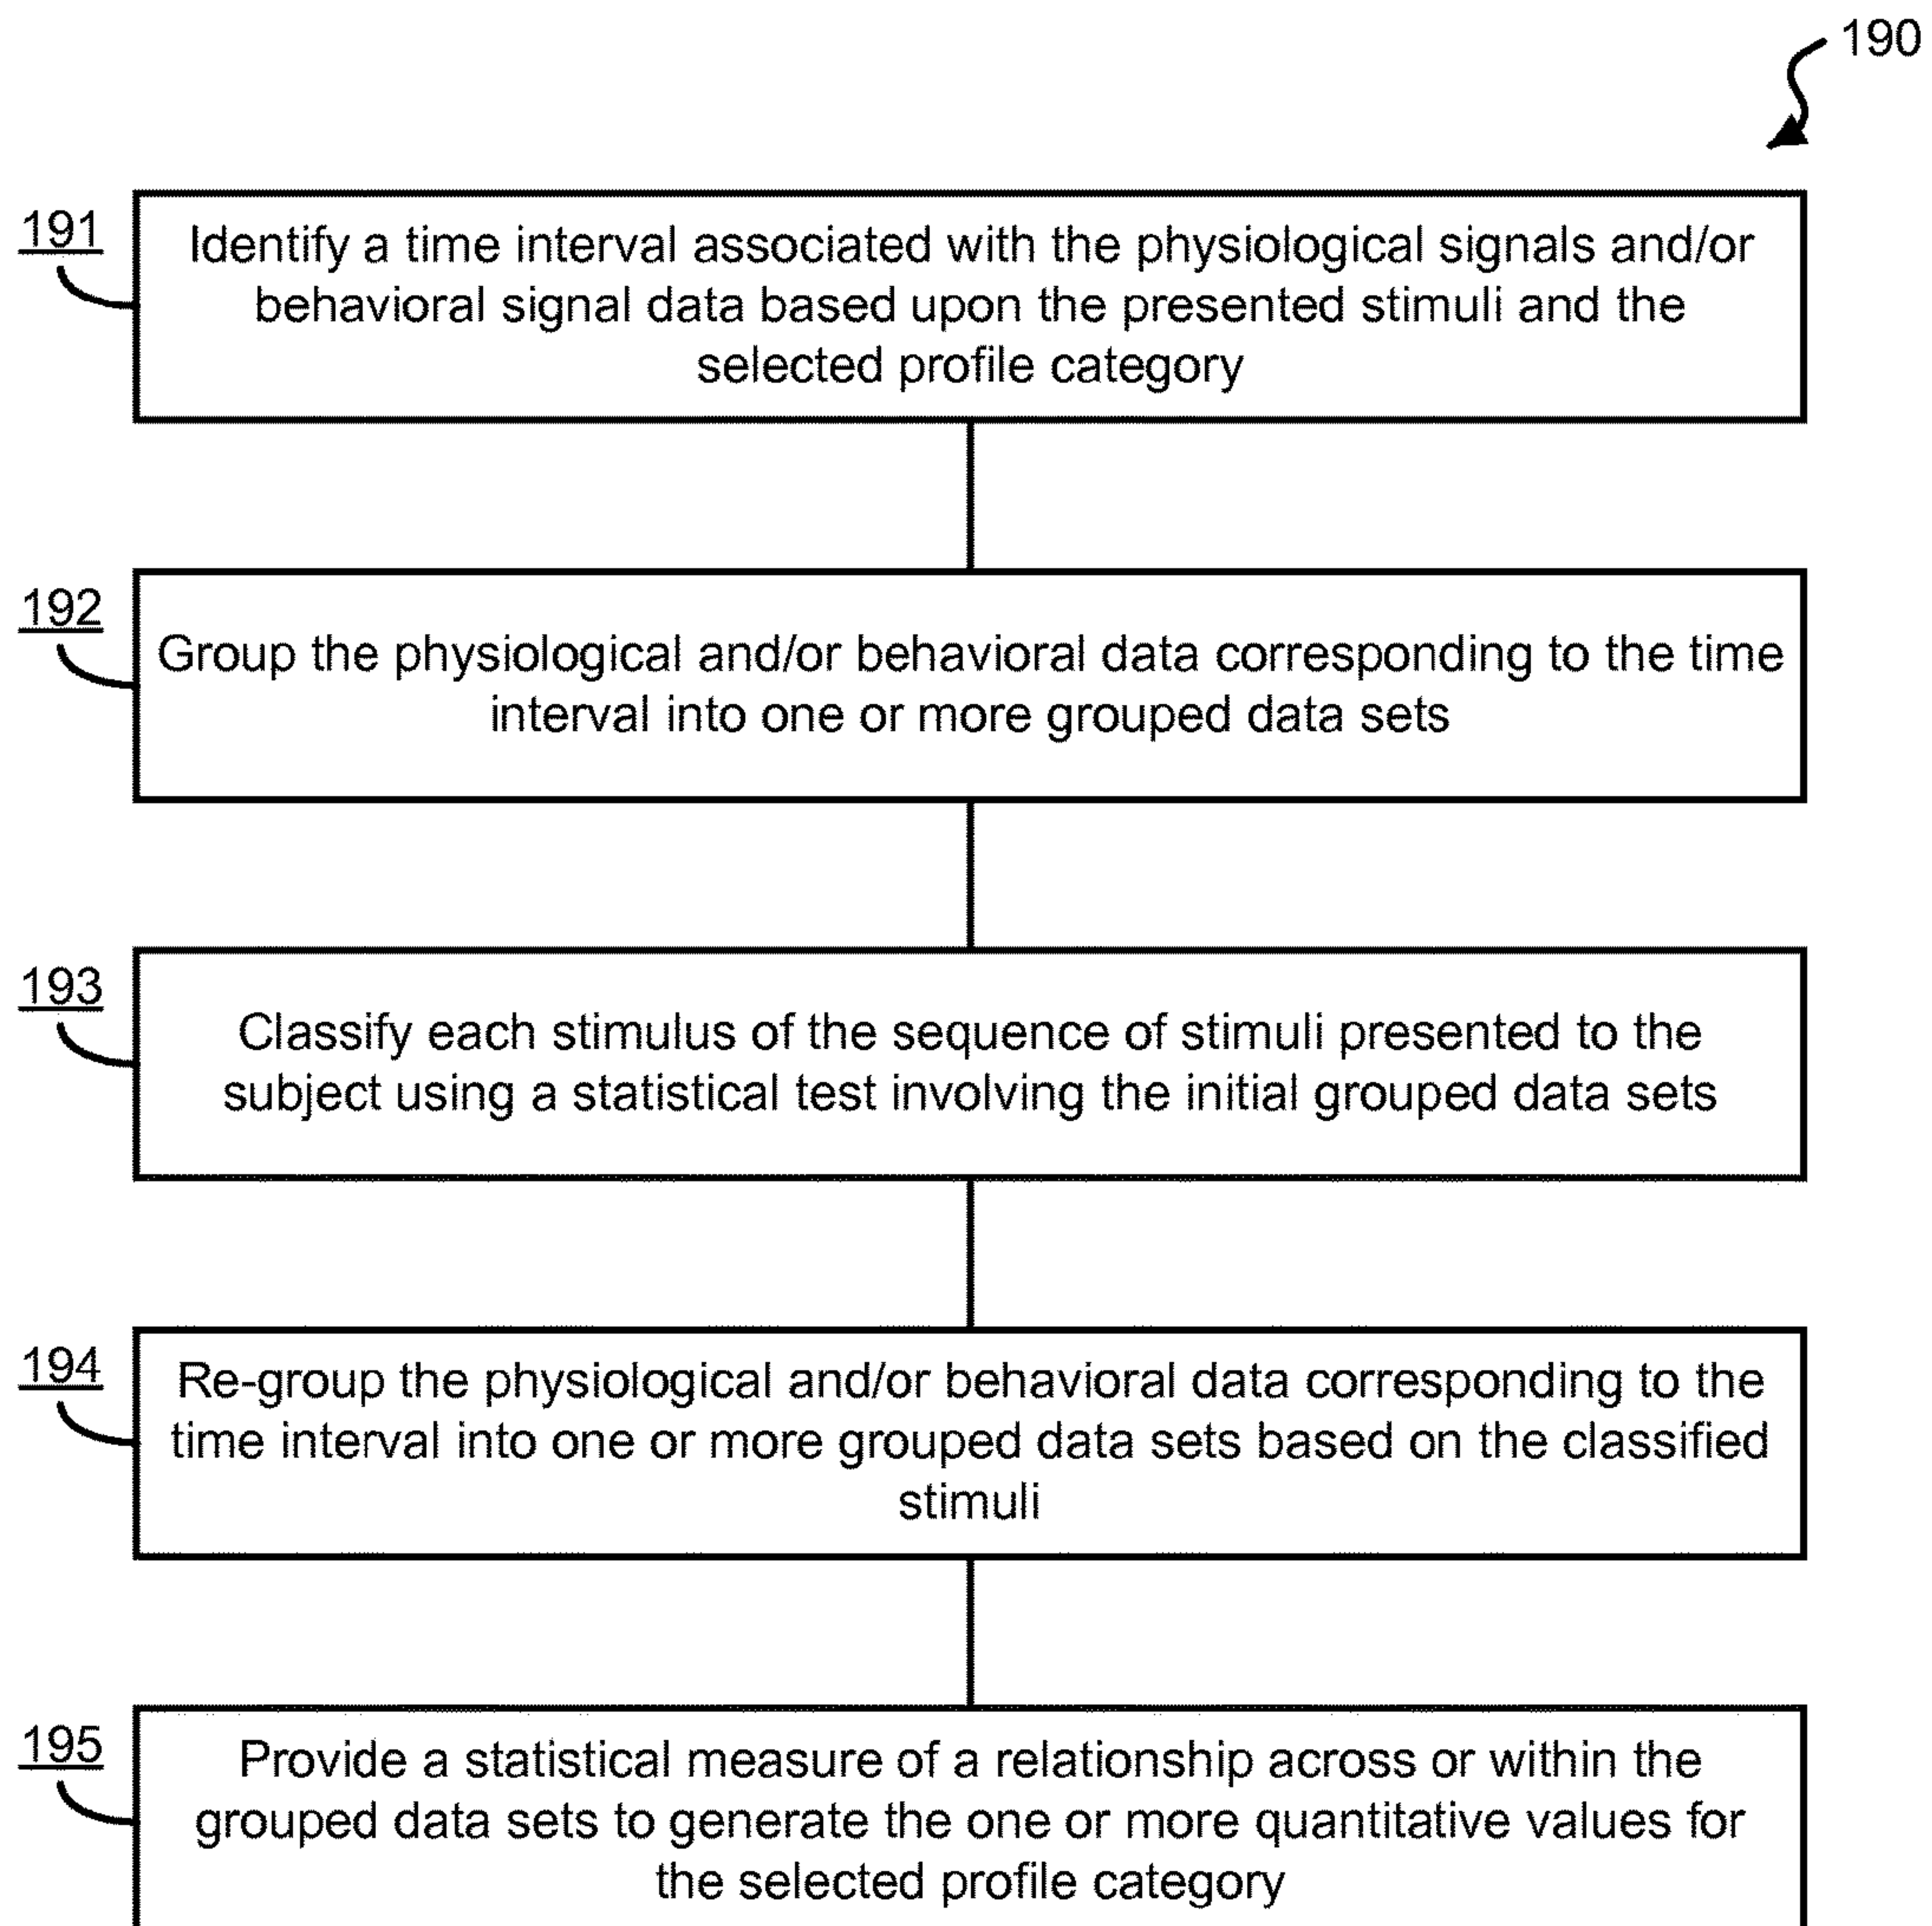 190
191
Identify a time interval associated with the physiological signals and/or
behavioral signal data based upon the presented stimuli and the
selected profile category
192
Group the physiological and/or behavioral data corresponding to the time
interval into one or more grouped data sets
193
Classify each stimulus of the sequence of stimuli presented to the
subject using a statistical test involving the initial grouped data sets
194
Re-group the physiological and/or behavioral data corresponding to the
time interval into one or more grouped data sets based on the classified
stimuli
195
Provide a statistical measure of a relationship across or within the
grouped data sets to generate the one or more quantitative values for
the selected profile category